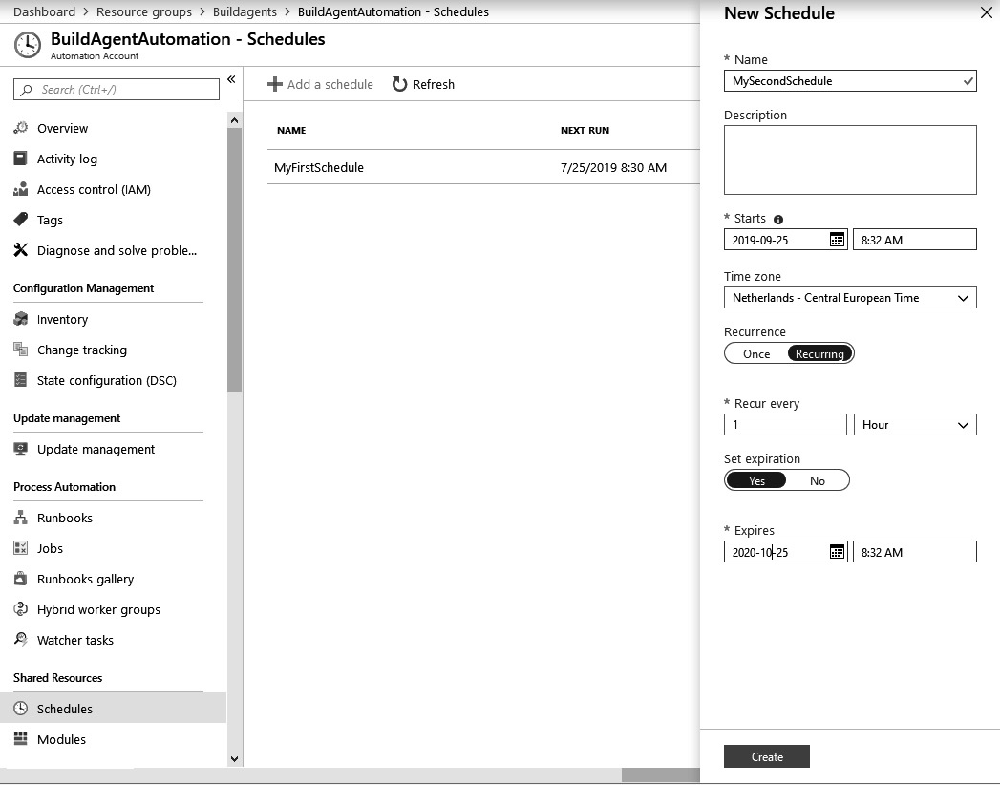 Dashboard > Resource groups > Buildagents > BuildAgentAutomation - Schedules
BuildAgentAutomation - Schedules
Automation Account
Search (Ctrl+/)
«
Overview
Activity log
Access control (IAM)
Tags
Diagnose and solve proble...
Configuration Management
Inventory
Change tracking
State configuration (DSC)
Update management
Update management
Process Automation
Runbooks
Jobs
Runbooks gallery
Hybrid worker groups
Watcher tasks
Shared Resources
Schedules
Modules
Add a schedule Refresh
NAME NEXT RUN
MyFirstSchedule 7/25/2019 8:30 AM
New Schedule
* Name
MySecondSchedule
Description
* Starts
2019-09-25 8:32 AM
Time zone
Netherlands - Central European Time
Recurrence
Once Recurring
* Recur every
1 Hour
Set expiration
Yes No
* Expires
2020-10-25 8:32 AM
Create